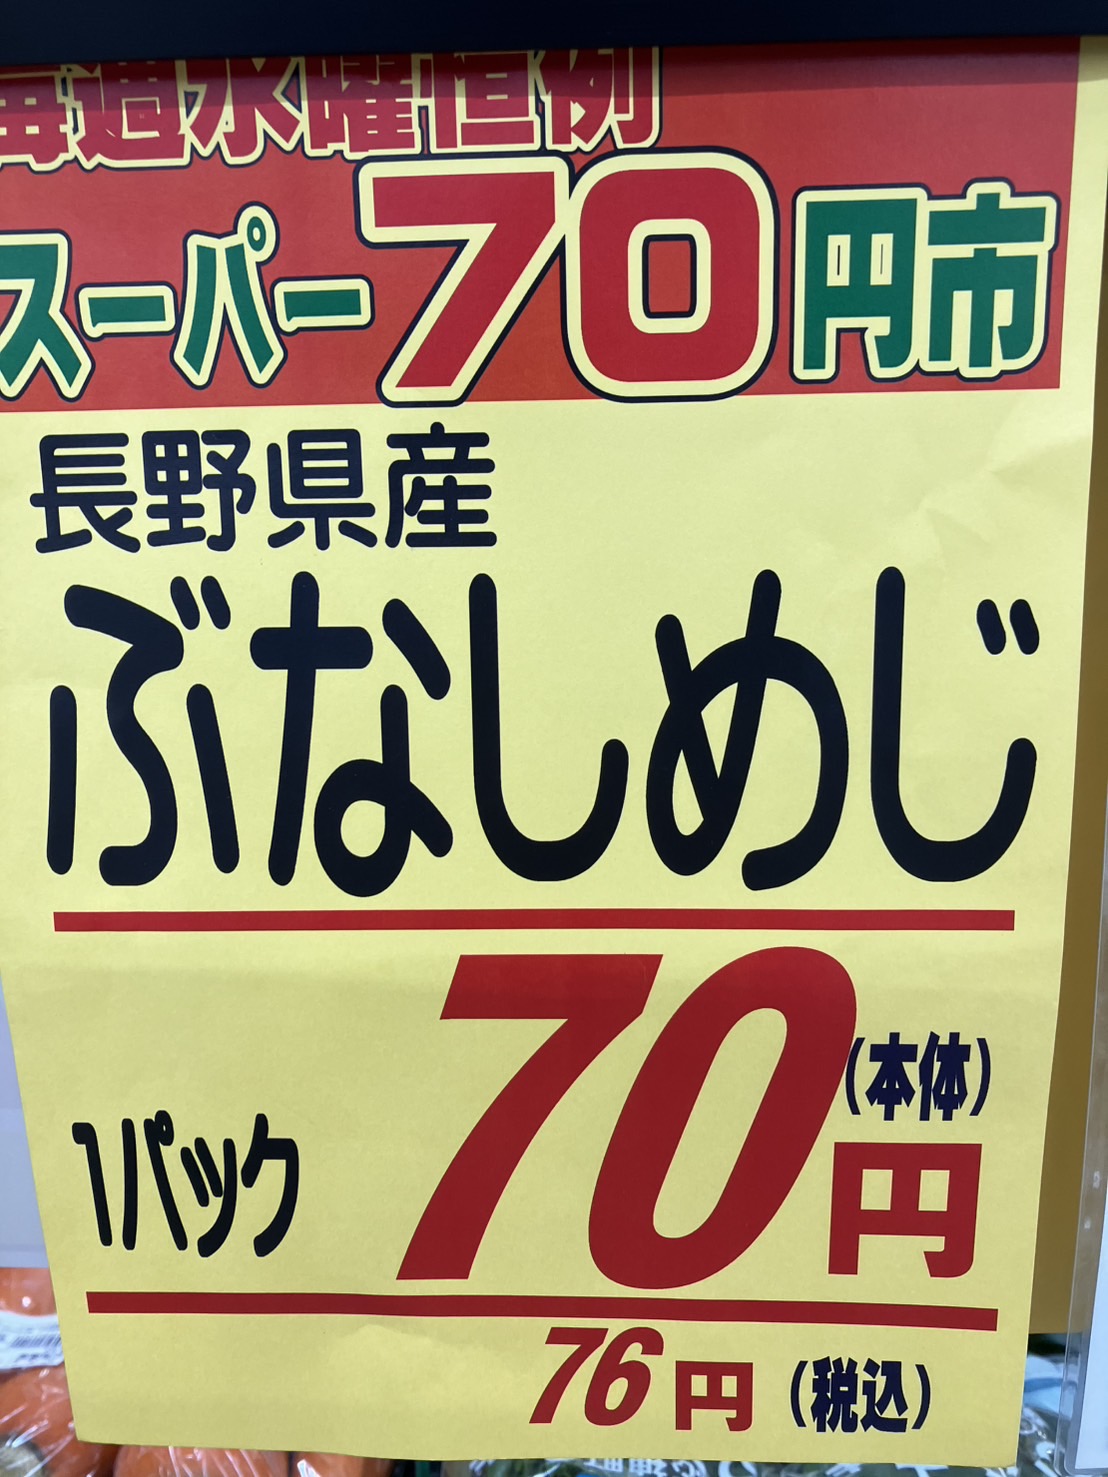 毎週水曜恒例
スーパー70円市
長野県産
ぶなしめじ
1パック 70円(本体)
76円(税込)